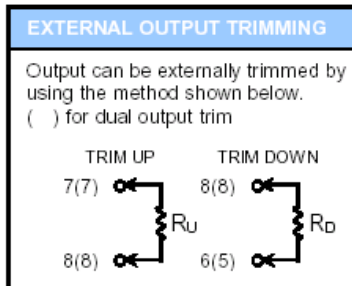 EXTERNAL OUTPUT TRIMMING
Output can be externally trimmed by
using the method shown below.
( ) for dual output trim
TRIM UP TRIM DOWN
7(7) 8(8)
RU RD
8(8) 6(5)